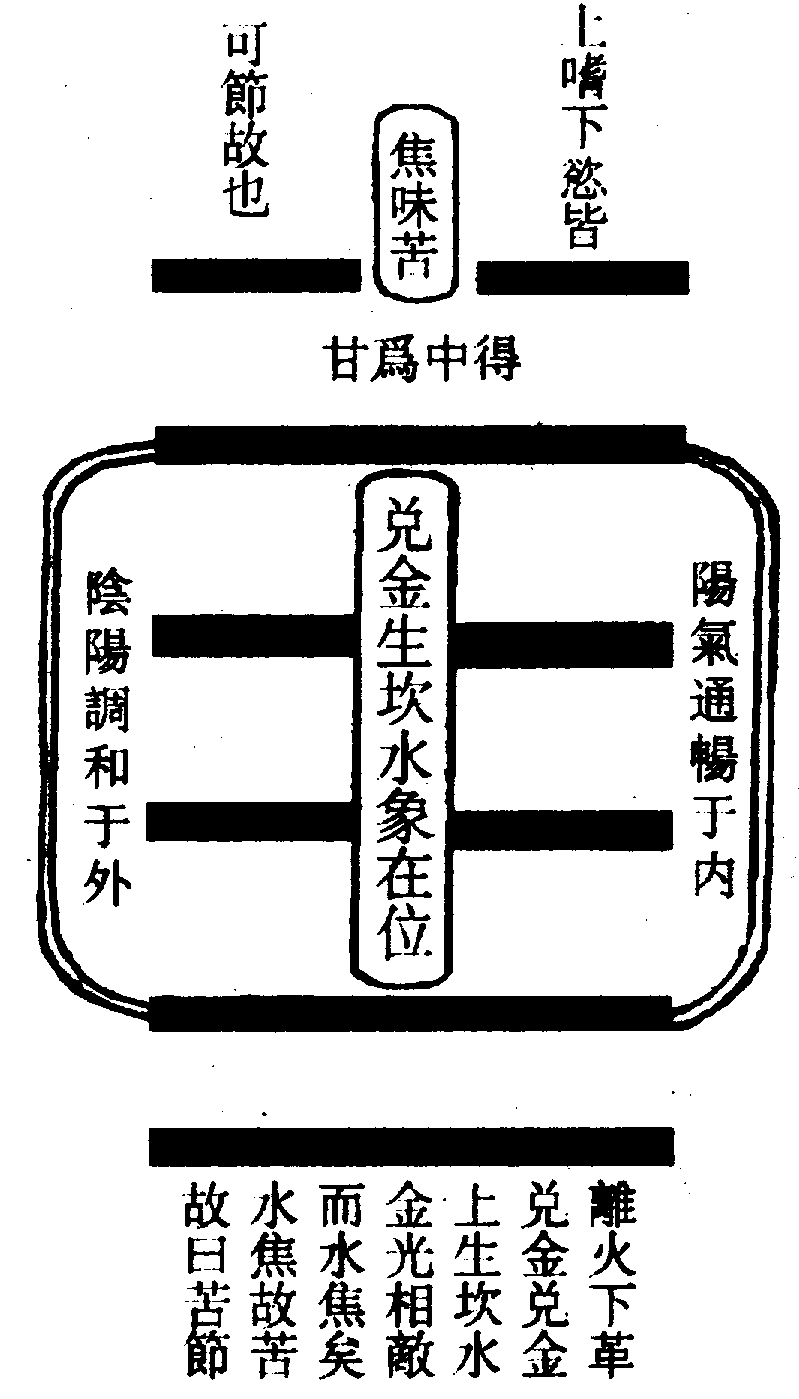 上嗜下慾皆
可節故也
焦味苦
得中爲甘
陽氣通暢于内
兑金生坎水象在位
陰陽調和于外
離火下革
兑金兑金
上生坎水
金光相敵
而水焦矣
水焦故苦
故曰苦節